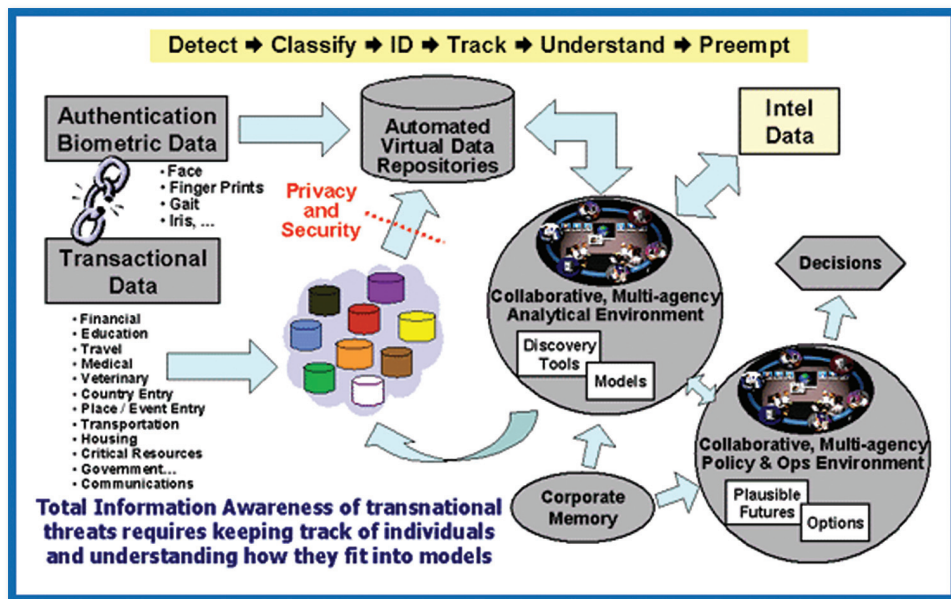 Detect ➔ Classify ➔ ID ➔ Track ➔ Understand ➔ Preempt
Authentication
Biometric Data
• Face
• Finger Prints
• Gait
• Iris, ...
Automated
Virtual Data
Repositories
Intel
Data
Privacy
and
Security
Transactional
Data
• Financial
• Education
• Travel
• Medical
• Veterinary
• Country Entry
• Place / Event Entry
• Transportation
• Housing
• Critical Resources
• Government...
• Communications
Collaborative, Multi-agency
Analytical Environment
Discovery
Tools
Models
Decisions
Collaborative, Multi-agency
Policy & Ops Environment
Plausible
Futures
Options
Corporate
Memory
Total Information Awareness of transnational
threats requires keeping track of individuals
and understanding how they fit into models